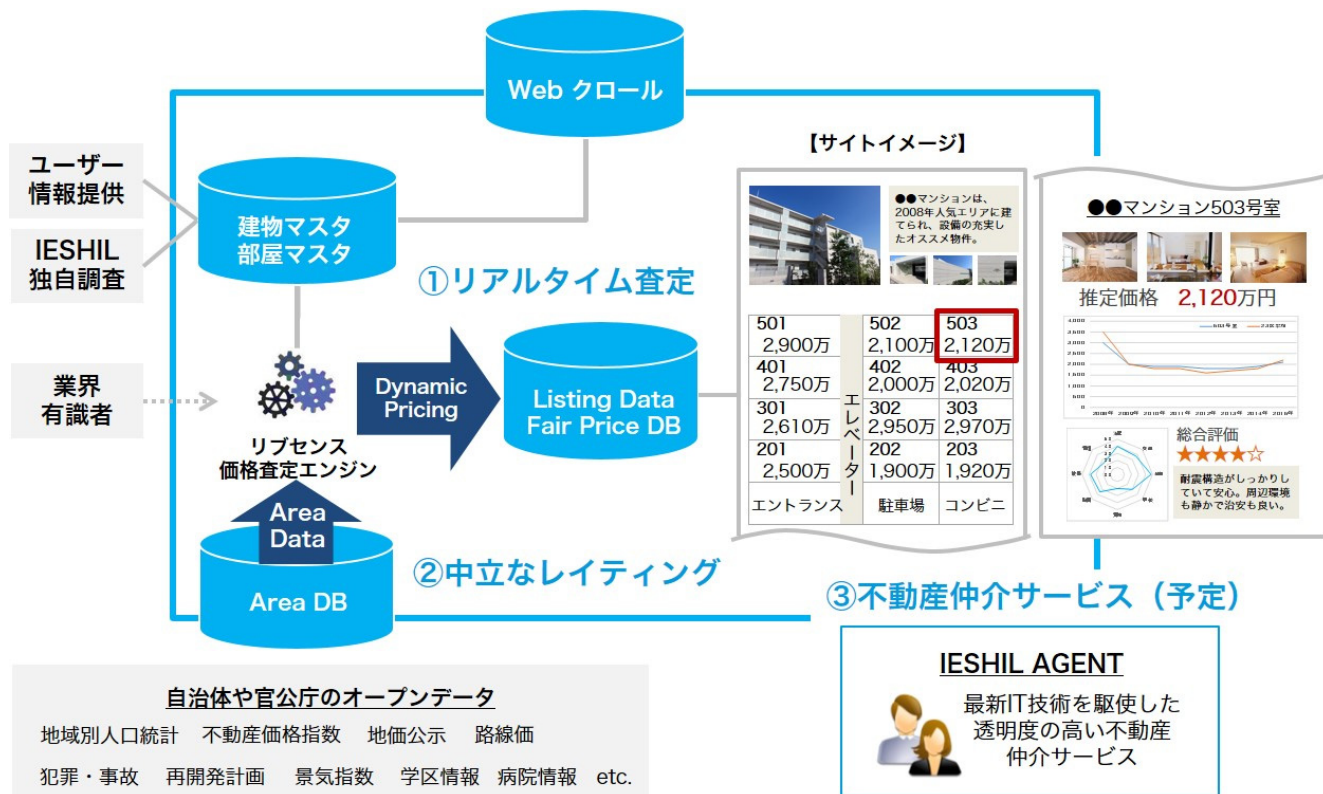 Web クロール
【サイトイメージ】
ユーザー
情報提供
IESHIL
独自調査
建物マスタ
部屋マスタ
①リアルタイム査定
業界
有識者
リブセンス
価格査定エンジン
Dynamic
Pricing
Listing Data
Fair Price DB
Area
Data
Area DB
②中立なレイティング
●●マンションは、
2008年人気エリアに建
てられ、設備の充実し
たオススメ物件。
501
2,900万
502
2,100万
503
2,120万
401
2,750万
402
2,000万
403
2,020万
301
2,610万
302
2,950万
303
2,970万
201
2,500万
202
1,900万
203
1,920万
エレベーター
エントランス
駐車場
コンビニ
●●マンション503号室
推定価格 2,120万円
総合評価
★★★★☆
耐震構造がしっかりし
ていて安心。周辺環境
も静かで治安も良い。
③不動産仲介サービス（予定）
IESHIL AGENT
最新IT技術を駆使した
透明度の高い不動産
仲介サービス
自治体や官公庁のオープンデータ
地域別人口統計 不動産価格指数 地価公示 路線価
犯罪・事故 再開発計画 景気指数 学区情報 病院情報 etc.